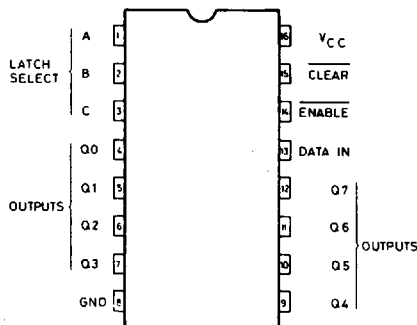 A 1 16 VCC
LATCH SELECT
B 2 15 CLEAR
C 3 14 ENABLE
Q0 4 13 DATA IN
Q1 5 12 Q7
OUTPUTS
Q2 6 11 Q6
OUTPUTS
Q3 7 10 Q5
GND 8 9 Q4